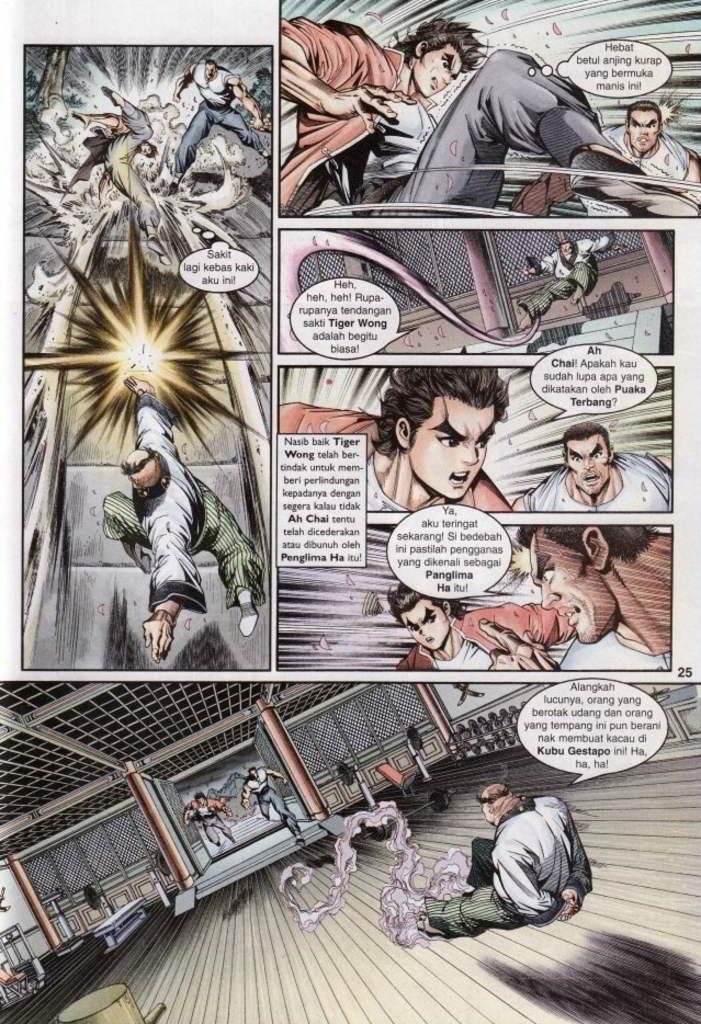 Sakit
lagi kebas kaki
aku ini!
Hebat
betul anjing kurap
yang bermuka
manis ini!
Heh,
heh, heh! Rupa-
rupanya tendangan
sakti Tiger Wong
adalah begitu
biasa!
Ah
Chai! Apakah kau
sudah lupa apa yang
dikatakan oleh Puaka
Terbang?
Nasib baik Tiger
Wong telah ber-
tindak untuk mem-
beri perlindungan
kepadanya dengan
segera kalau tidak
Ah Chai tentu
telah dicederakan
atau dibunuh oleh
Penglima Ha itu!
Ya,
aku teringat
sekarang! Si bedebah
ini pastilah pengganas
yang dikenali sebagai
Panglima
Ha itu!
25
Alangkah
lucunya, orang yang
berotak udang dan orang
yang tempang ini pun berani
nak membuat kacau di
Kubu Gestapo ini! Ha,
ha, ha!